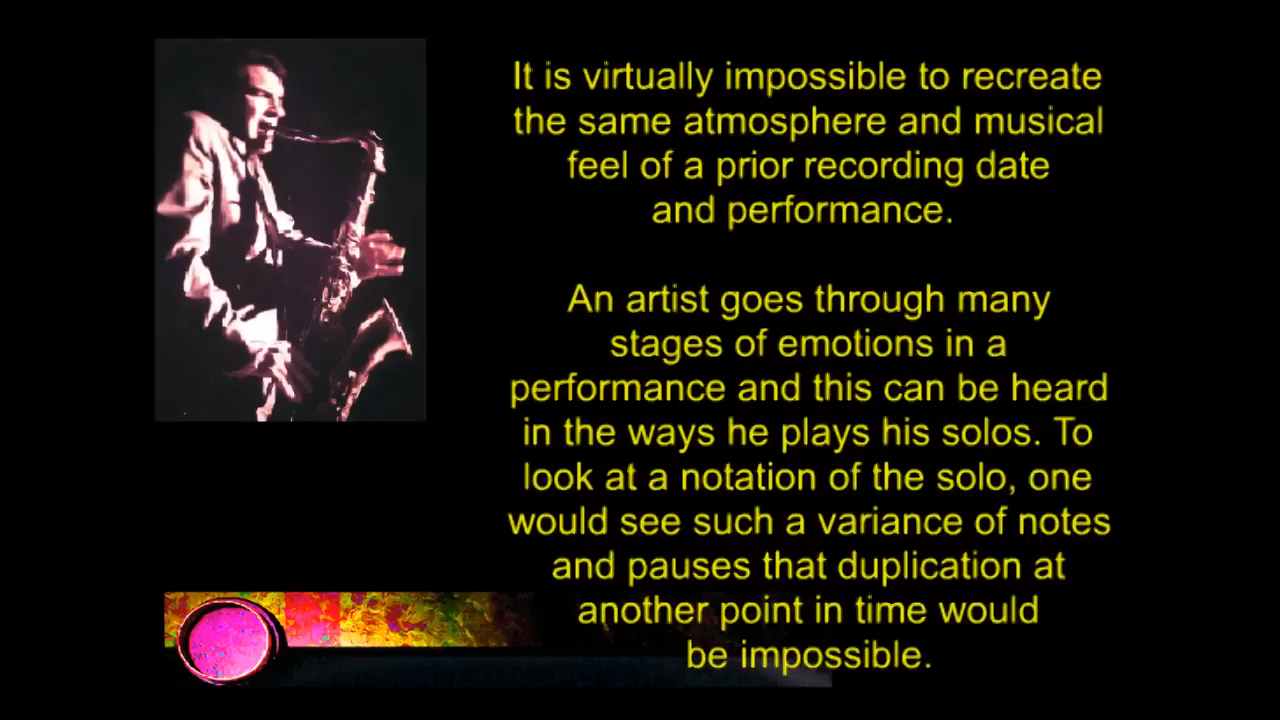 It is virtually impossible to recreate
the same atmosphere and musical
feel of a prior recording date
and performance.
An artist goes through many
stages of emotions in a
performance and this can be heard
in the ways he plays his solos. To
look at a notation of the solo, one
would see such a variance of notes
and pauses that duplication at
another point in time would
be impossible.